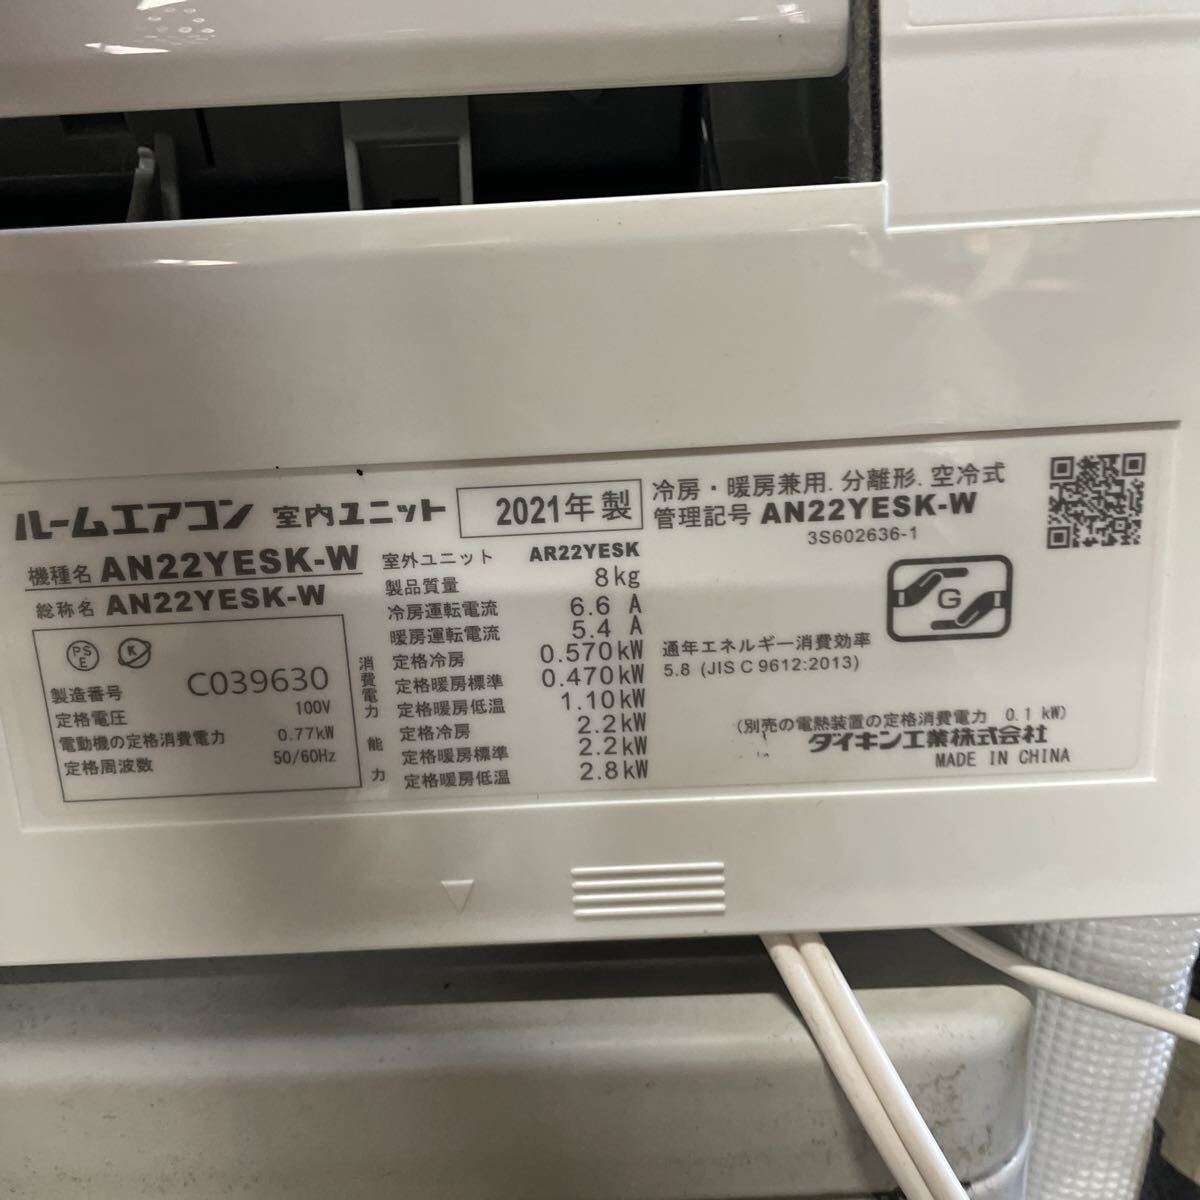 ルームエアコン 室内ユニット 2021年 製
機種名 AN22YESK-W
総称名 AN22YESK-W
PS
E
K
製造番号 C039630
定格電圧 100V
電動機の定格消費電力 0.77kW
定格周波数 50/60Hz
室外ユニット AR22YESK
製品質量 8kg
冷房運転電流 6.6 A
暖房運転電流 5.4 A
消費電力
定格冷房 0.570kW
定格暖房標準 0.470kW
定格暖房低温 1.10kW
能力
定格冷房 2.2kW
定格暖房標準 2.2kW
定格暖房低温 2.8kW
冷房・暖房兼用. 分離形. 空冷式
管理記号 AN22YESK-W
3S602636-1
G
通年エネルギー消費効率
5.8 (JIS C 9612:2013)
(別売の電熱装置の定格消費電力 0.1 kW)
ダイキン工業株式会社
MADE IN CHINA